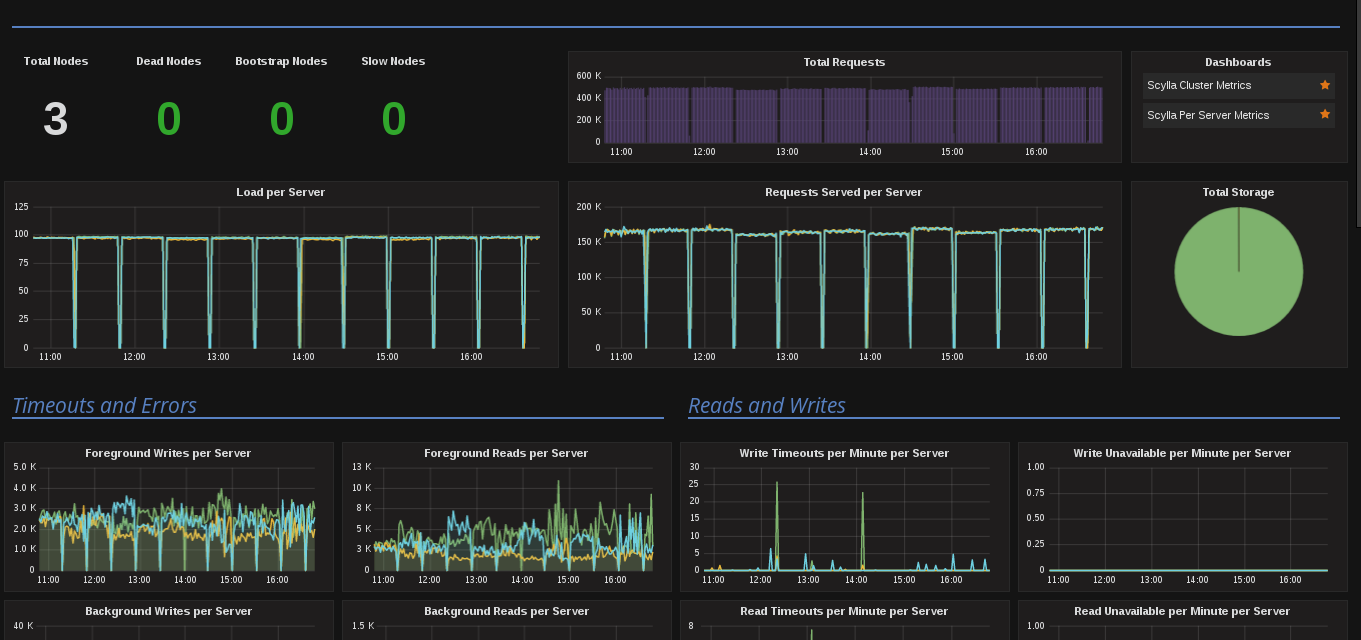 Total Nodes
Dead Nodes
Bootstrap Nodes
Slow Nodes
3
0
0
0
Total Requests
600 K
400 K
200 K
0
11:00 12:00 13:00 14:00 15:00 16:00
Dashboards
Scylla Cluster Metrics
Scylla Per Server Metrics
Load per Server
125
100
75
50
25
0
11:00 12:00 13:00 14:00 15:00 16:00
Requests Served per Server
200 K
150 K
100 K
50 K
0
11:00 12:00 13:00 14:00 15:00 16:00
Total Storage
Timeouts and Errors
Reads and Writes
Foreground Writes per Server
5.0 K
4.0 K
3.0 K
2.0 K
1.0 K
0
11:00 12:00 13:00 14:00 15:00 16:00
Foreground Reads per Server
13 K
10 K
8 K
5 K
3 K
0
11:00 12:00 13:00 14:00 15:00 16:00
Write Timeouts per Minute per Server
30
25
20
15
10
5
0
11:00 12:00 13:00 14:00 15:00 16:00
Write Unavailable per Minute per Server
1.00
0.75
0.50
0.25
0
11:00 12:00 13:00 14:00 15:00 16:00
Background Writes per Server
40 K
Background Reads per Server
1.5 K
Read Timeouts per Minute per Server
8
Read Unavailable per Minute per Server
1.00